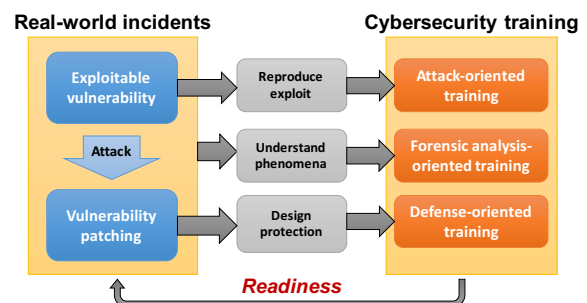 Real-world incidents
Cybersecurity training
Exploitable
vulnerability
Reproduce
exploit
Attack-oriented
training
Attack
Understand
phenomena
Forensic analysis-
oriented training
Vulnerability
patching
Design
protection
Defense-oriented
training
Readiness